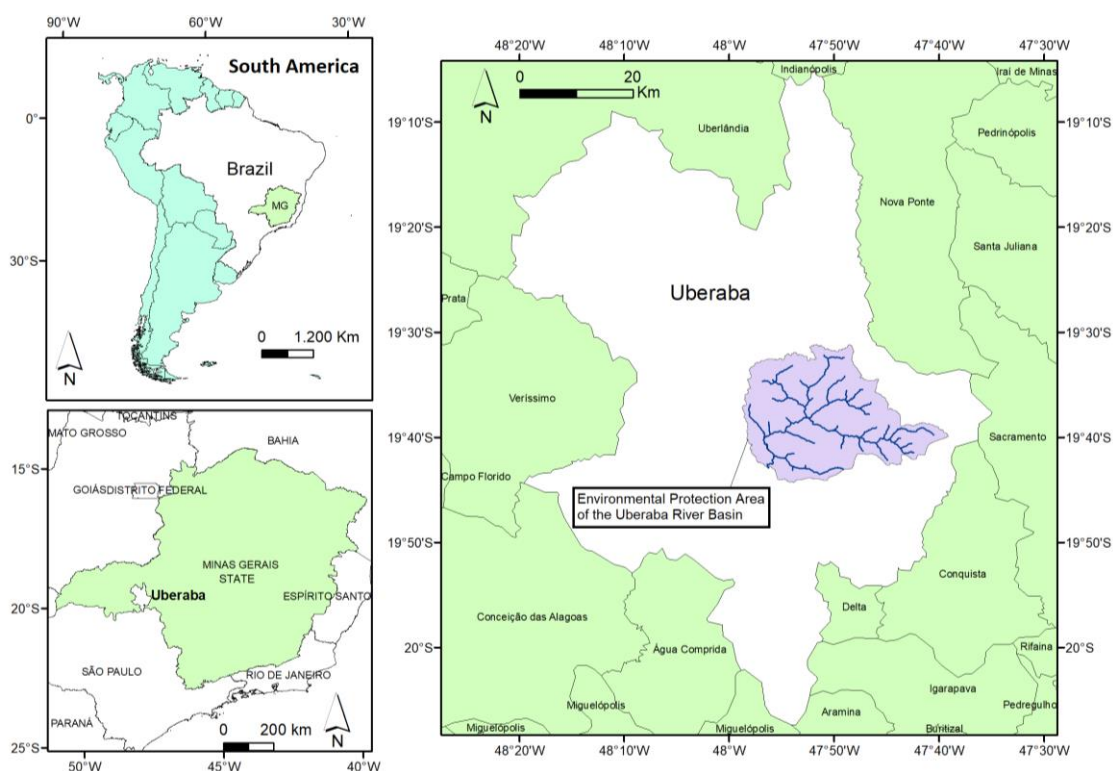 90°W 60°W 30°W
South America
0°
Brazil
MG
30°S
0 1.200 Km
N
TOCANTINS
MATO GROSSO
BAHIA
15°S
GOIÁS
DISTRITO FEDERAL
MINAS GERAIS
STATE
Uberaba
ESPÍRITO SANTO
20°S
SÃO PAULO
RIO DE JANEIRO
PARANÁ
0 200 km
N
25°S
50°W 45°W 40°W
48°20'W 48°10'W 48°0'W 47°50'W 47°40'W 47°30'W
0 20
Km
N
Indianópolis
Iraí de Minas
19°10'S 19°10'S
Uberlândia
Pedrinópolis
Nova Ponte
19°20'S 19°20'S
Santa Juliana
Prata
Uberaba
19°30'S 19°30'S
Veríssimo
19°40'S 19°40'S
Sacramento
Campo Florido
Environmental Protection Area
of the Uberaba River Basin
19°50'S 19°50'S
Conquista
Conceição das Alagoas
Delta
Água Comprida
20°S 20°S
Rifaina
Igarapava
Miguelópolis
Aramina
Pedregulho
Miguelópolis
Miguelópolis
Buritizal
48°20'W 48°10'W 48°0'W 47°50'W 47°40'W 47°30'W